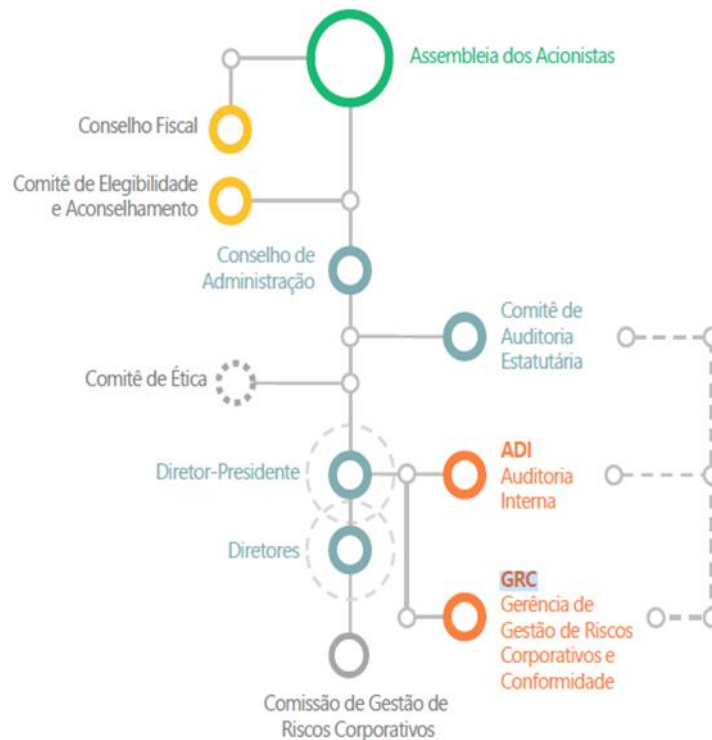 Assembleia dos Acionistas
Conselho Fiscal
Comitê de Elegibilidade
e Aconselhamento
Conselho de
Administração
Comitê de
Auditoria
Estatutária
Comitê de Ética
Diretor-Presidente
ADI
Auditoria
Interna
Diretores
GRC
Gerência de
Gestão de Riscos
Corporativos e
Conformidade
Comissão de Gestão de
Riscos Corporativos